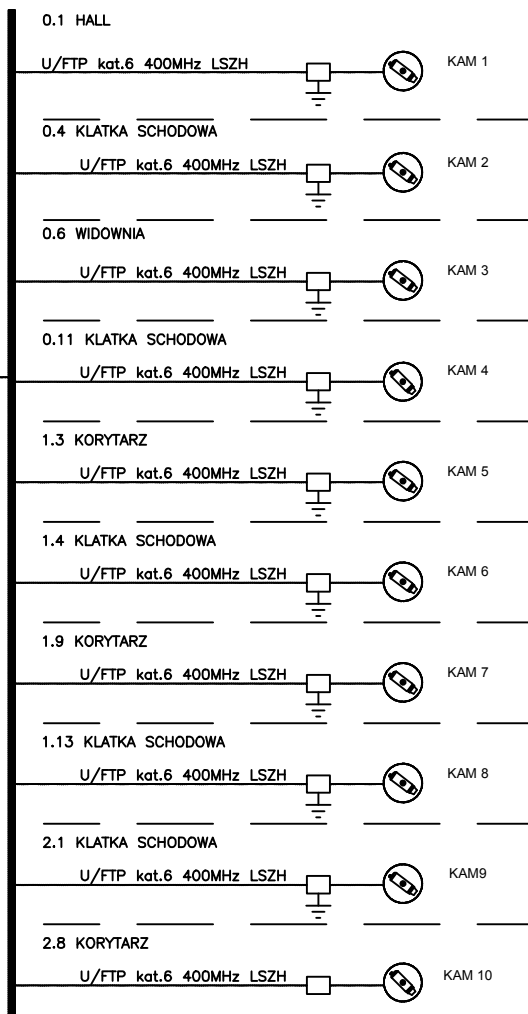 0.1 HALL
U/FTP kat.6 400MHz LSZH
KAM 1
0.4 KLATKA SCHODOWA
U/FTP kat.6 400MHz LSZH
KAM 2
0.6 WIDOWNIA
U/FTP kat.6 400MHz LSZH
KAM 3
0.11 KLATKA SCHODOWA
U/FTP kat.6 400MHz LSZH
KAM 4
1.3 KORYTARZ
U/FTP kat.6 400MHz LSZH
KAM 5
1.4 KLATKA SCHODOWA
U/FTP kat.6 400MHz LSZH
KAM 6
1.9 KORYTARZ
U/FTP kat.6 400MHz LSZH
KAM 7
1.13 KLATKA SCHODOWA
U/FTP kat.6 400MHz LSZH
KAM 8
2.1 KLATKA SCHODOWA
U/FTP kat.6 400MHz LSZH
KAM9
2.8 KORYTARZ
U/FTP kat.6 400MHz LSZH
KAM 10